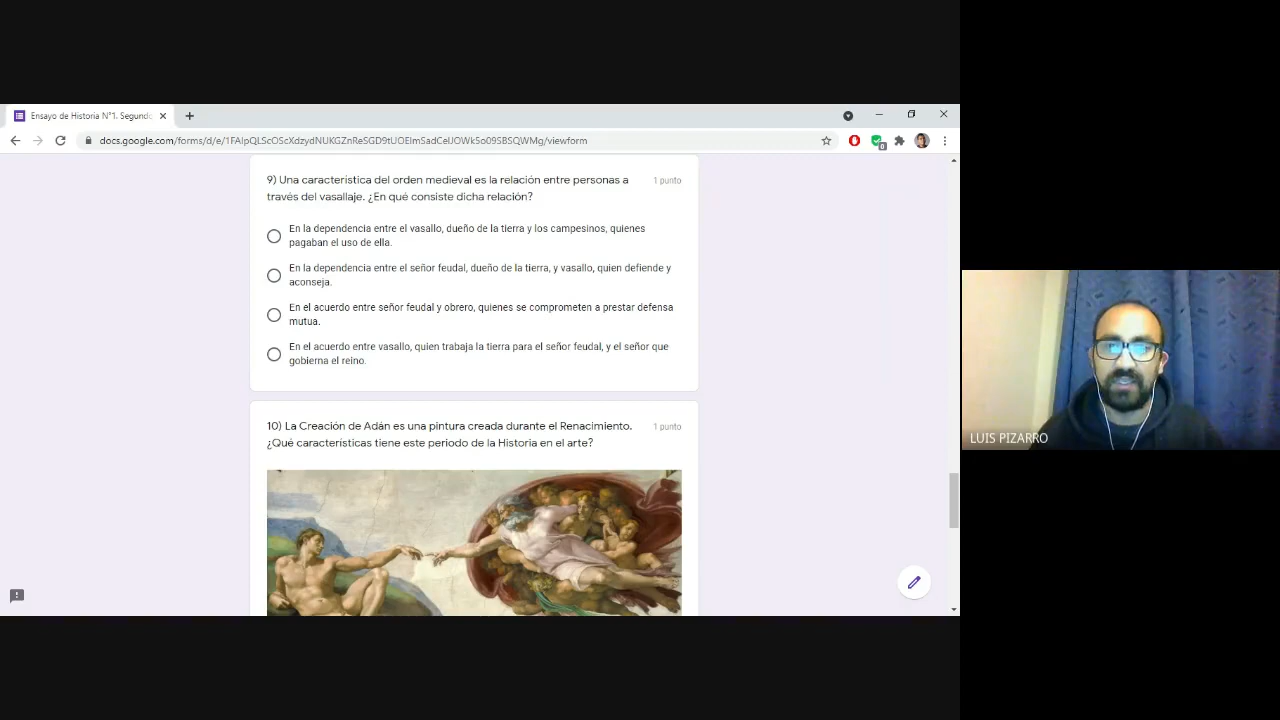 Ensayo de Historia N°1. Segundo
docs.google.com/forms/d/e/1FAIpQLScOScXdzydNUKGZnReSGD9tUOElmSadCelJOWk5o09SBSQWMg/viewform
9) Una característica del orden medieval es la relación entre personas a
través del vasallaje. ¿En qué consiste dicha relación?
1 punto
En la dependencia entre el vasallo, dueño de la tierra y los campesinos, quienes
pagaban el uso de ella.
En la dependencia entre el señor feudal, dueño de la tierra, y vasallo, quien defiende y
aconseja.
En el acuerdo entre señor feudal y obrero, quienes se comprometen a prestar defensa
mutua.
En el acuerdo entre vasallo, quien trabaja la tierra para el señor feudal, y el señor que
gobierna el reino.
10) La Creación de Adán es una pintura creada durante el Renacimiento.
¿Qué características tiene este periodo de la Historia en el arte?
1 punto
LUIS PIZARRO